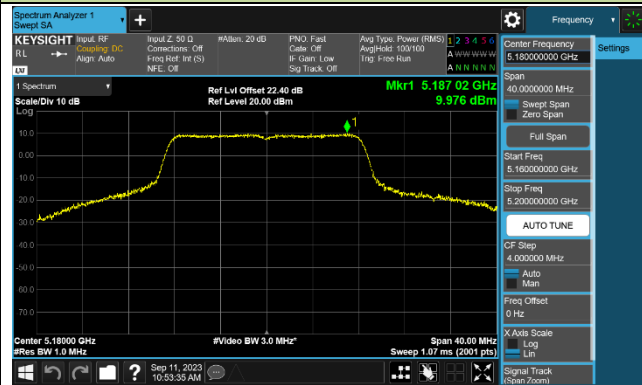 Spectrum Analyzer 1
Swept SA
Frequency
KEYSIGHT
RL
Input: RF
Coupling: DC
Align: Auto
Input Z: 50 Ω
Corrections: Off
Freq Ref: Int (S)
NFE: Off
#Atten: 20 dB
PNO: Fast
Gate: Off
IF Gain: Low
Sig Track: Off
Avg Type: Power (RMS)
Avg|Hold: 100/100
Trig: Free Run
1 2 3 4 5 6
A W W W W W
A N N N N N
LXI
1 Spectrum
Scale/Div 10 dB
Ref Lvl Offset 22.40 dB
Ref Level 20.00 dBm
Mkr1 5.187 02 GHz
9.976 dBm
Log
1
10.0
0.00
-10.0
-20.0
-30.0
-40.0
-50.0
-60.0
-70.0
Center 5.18000 GHz
#Res BW 1.0 MHz
#Video BW 3.0 MHz*
Span 40.00 MHz
Sweep 1.07 ms (2001 pts)
Sep 11, 2023
10:53:35 AM
Center Frequency
5.180000000 GHz
Settings
Span
40.0000000 MHz
Swept Span
Zero Span
Full Span
Start Freq
5.160000000 GHz
Stop Freq
5.200000000 GHz
AUTO TUNE
CF Step
4.000000 MHz
Auto
Man
Freq Offset
0 Hz
X Axis Scale
Log
Lin
Signal Track
(Span Zoom)